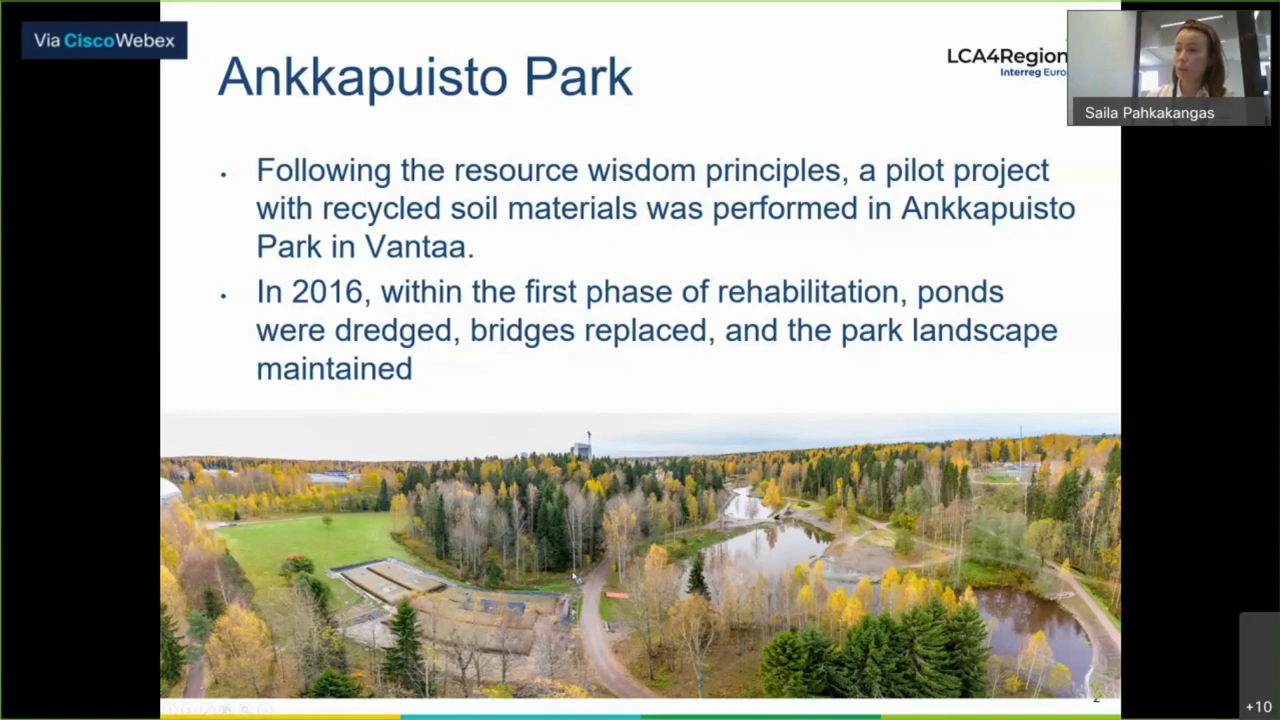 Via CiscoWebex
Ankkapuisto Park
LCA4Region
Interreg Euro
Saila Pahkakangas
• Following the resource wisdom principles, a pilot project
with recycled soil materials was performed in Ankkapuisto
Park in Vantaa.
• In 2016, within the first phase of rehabilitation, ponds
were dredged, bridges replaced, and the park landscape
maintained
2
+10